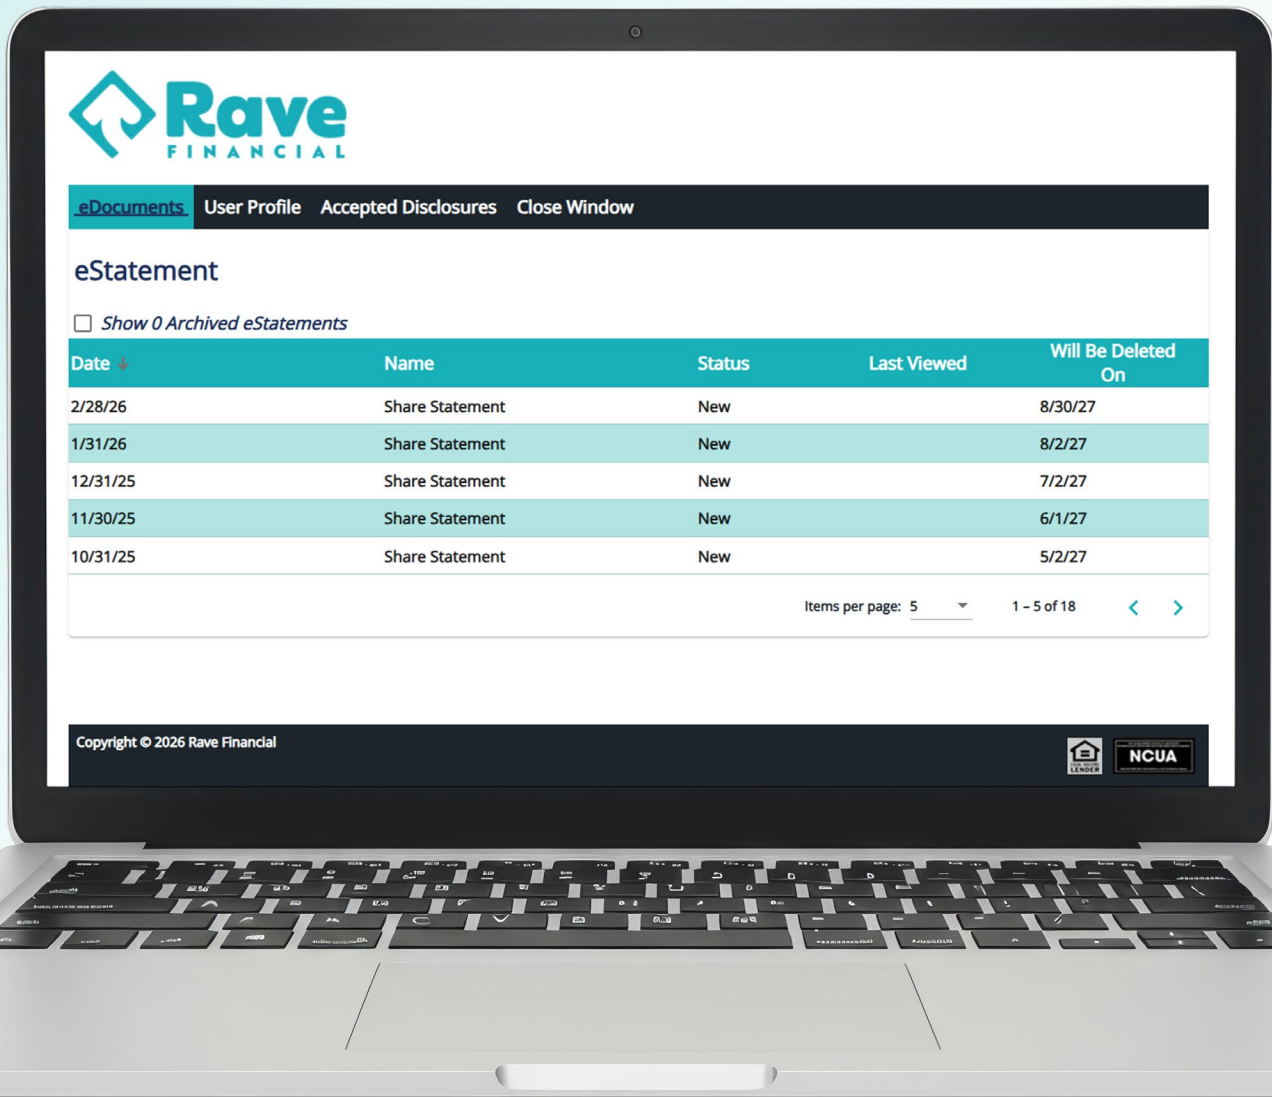 Rave
FINANCIAL
eDocuments User Profile Accepted Disclosures Close Window
eStatement
Show 0 Archived eStatements
Date Name Status Last Viewed Will Be Deleted On
2/28/26 Share Statement New 8/30/27
1/31/26 Share Statement New 8/2/27
12/31/25 Share Statement New 7/2/27
11/30/25 Share Statement New 6/1/27
10/31/25 Share Statement New 5/2/27
Items per page: 5 1 – 5 of 18
Copyright © 2026 Rave Financial
LENDER
NCUA